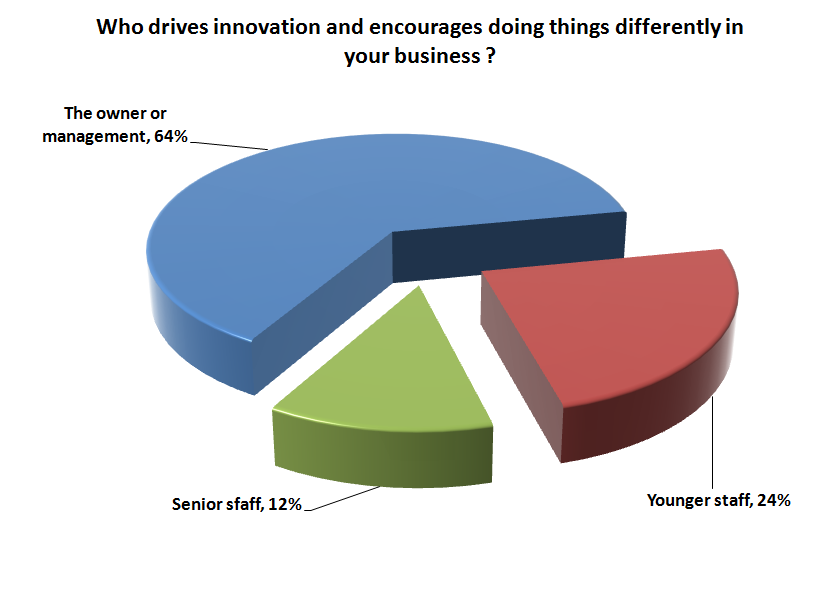 Who drives innovation and encourages doing things differently in
your business ?
The owner or
management, 64%
Senior sfaff, 12%
Younger staff, 24%